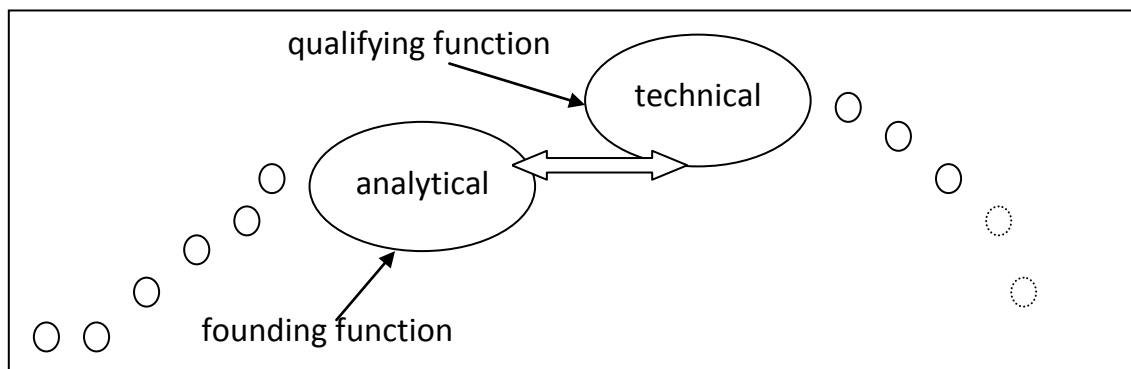 qualifying function
technical
analytical
founding function